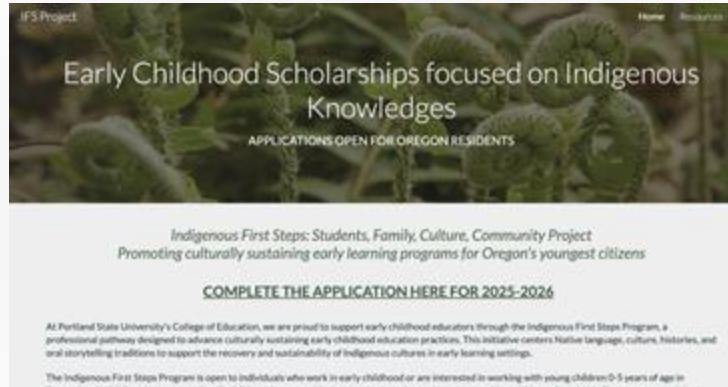 IFS Project
Home Resources
Early Childhood Scholarships focused on Indigenous
Knowledges
APPLICATIONS OPEN FOR OREGON RESIDENTS
Indigenous First Steps: Students, Family, Culture, Community Project
Promoting culturally sustaining early learning programs for Oregon's youngest citizens
COMPLETE THE APPLICATION HERE FOR 2025-2026
At Portland State University's College of Education, we are proud to support early childhood educators through the Indigenous First Steps Program, a
professional pathway designed to advance culturally sustaining early childhood education practices. This initiative centers Native language, culture, histories, and
oral storytelling traditions to support the recovery and sustainability of Indigenous cultures in early learning settings.
The Indigenous First Steps Program is open to individuals who work in early childhood or are interested in working with young children 0-5 years of age in